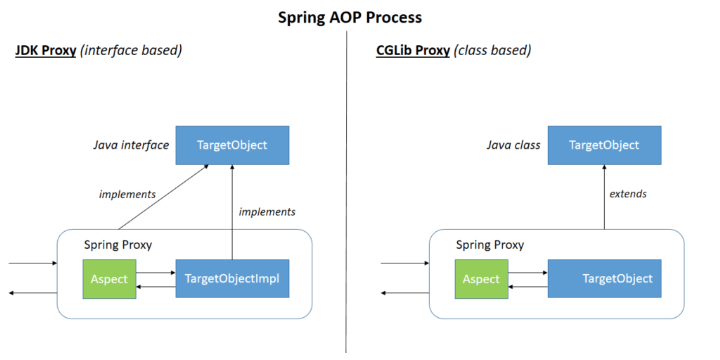 Spring AOP Process
JDK Proxy (interface based)
Java interface
TargetObject
implements
implements
Spring Proxy
Aspect
TargetObjectImpl
CGLib Proxy (class based)
Java class
TargetObject
extends
Spring Proxy
Aspect
TargetObject